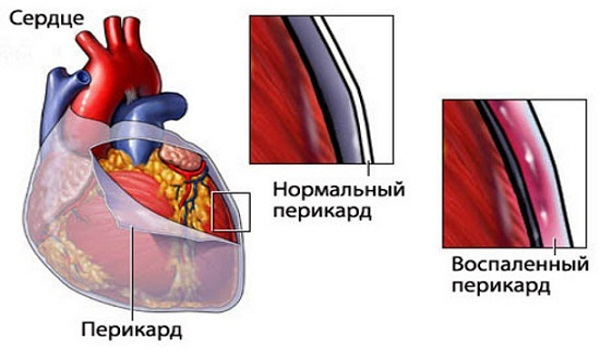 Сердце
Нормальный
перикард
Воспаленный
перикард
Перикард